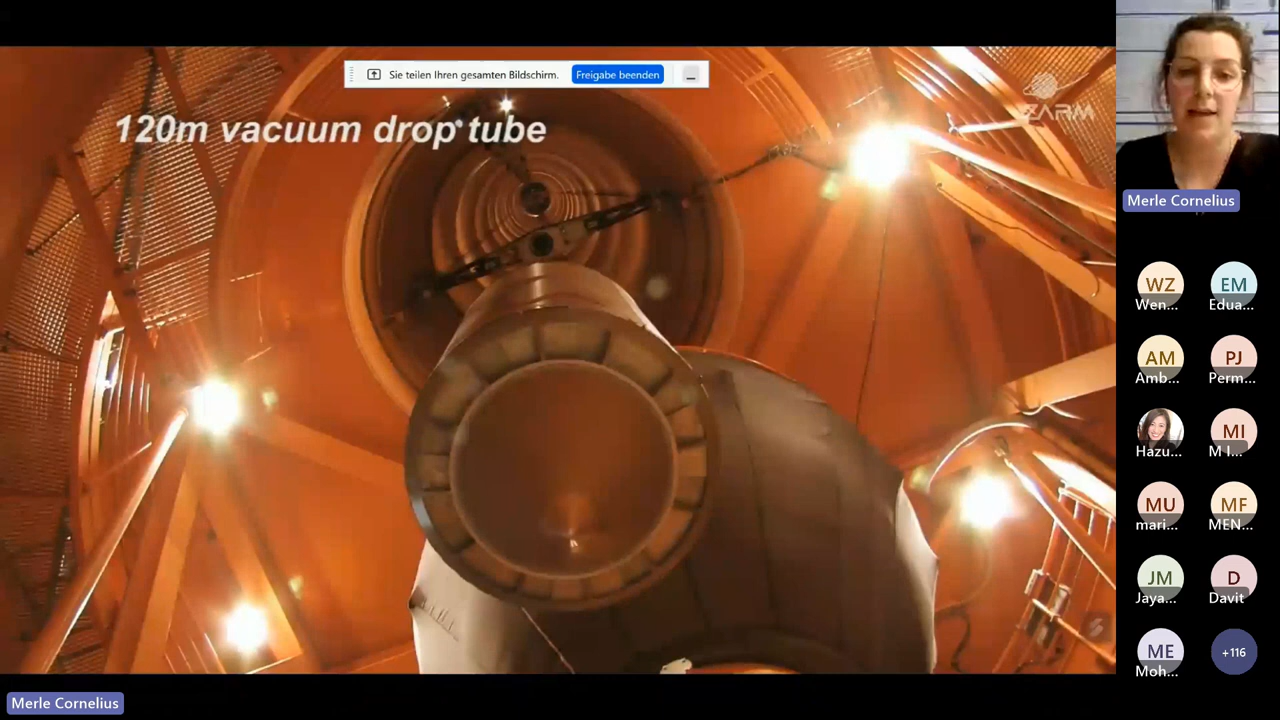 Sie teilen Ihren gesamten Bildschirm.
Freigabe beenden
120m vacuum drop tube
ZARM
Merle Cornelius
WZ
Wen...
EM
Edua...
AM
Amb...
PJ
Perm...
Hazu...
MI
M I...
MU
mari...
MF
MEN...
JM
Jaya...
D
Davit
ME
Moh...
+116
Merle Cornelius